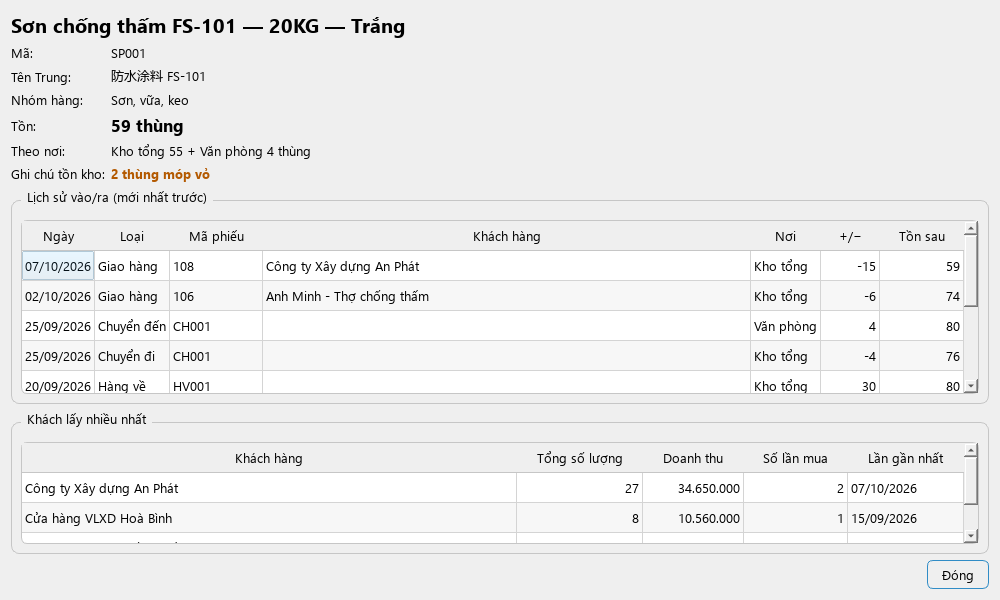 Sơn chống thấm FS-101 — 20KG — Trắng
Mã: SP001
Tên Trung: 防水涂料 FS-101
Nhóm hàng: Sơn, vữa, keo
Tồn: 59 thùng
Theo nơi: Kho tổng 55 + Văn phòng 4 thùng
Ghi chú tồn kho: 2 thùng móp vỏ
Lịch sử vào/ra (mới nhất trước)
Ngày Loại Mã phiếu Khách hàng Nơi +/− Tồn sau
07/10/2026 Giao hàng 108 Công ty Xây dựng An Phát Kho tổng -15 59
02/10/2026 Giao hàng 106 Anh Minh - Thợ chống thấm Kho tổng -6 74
25/09/2026 Chuyển đến CH001 Văn phòng 4 80
25/09/2026 Chuyển đi CH001 Kho tổng -4 76
20/09/2026 Hàng về HV001 Kho tổng 30 80
Khách lấy nhiều nhất
Khách hàng Tổng số lượng Doanh thu Số lần mua Lần gần nhất
Công ty Xây dựng An Phát 27 34.650.000 2 07/10/2026
Cửa hàng VLXD Hoà Bình 8 10.560.000 1 15/09/2026
Đóng